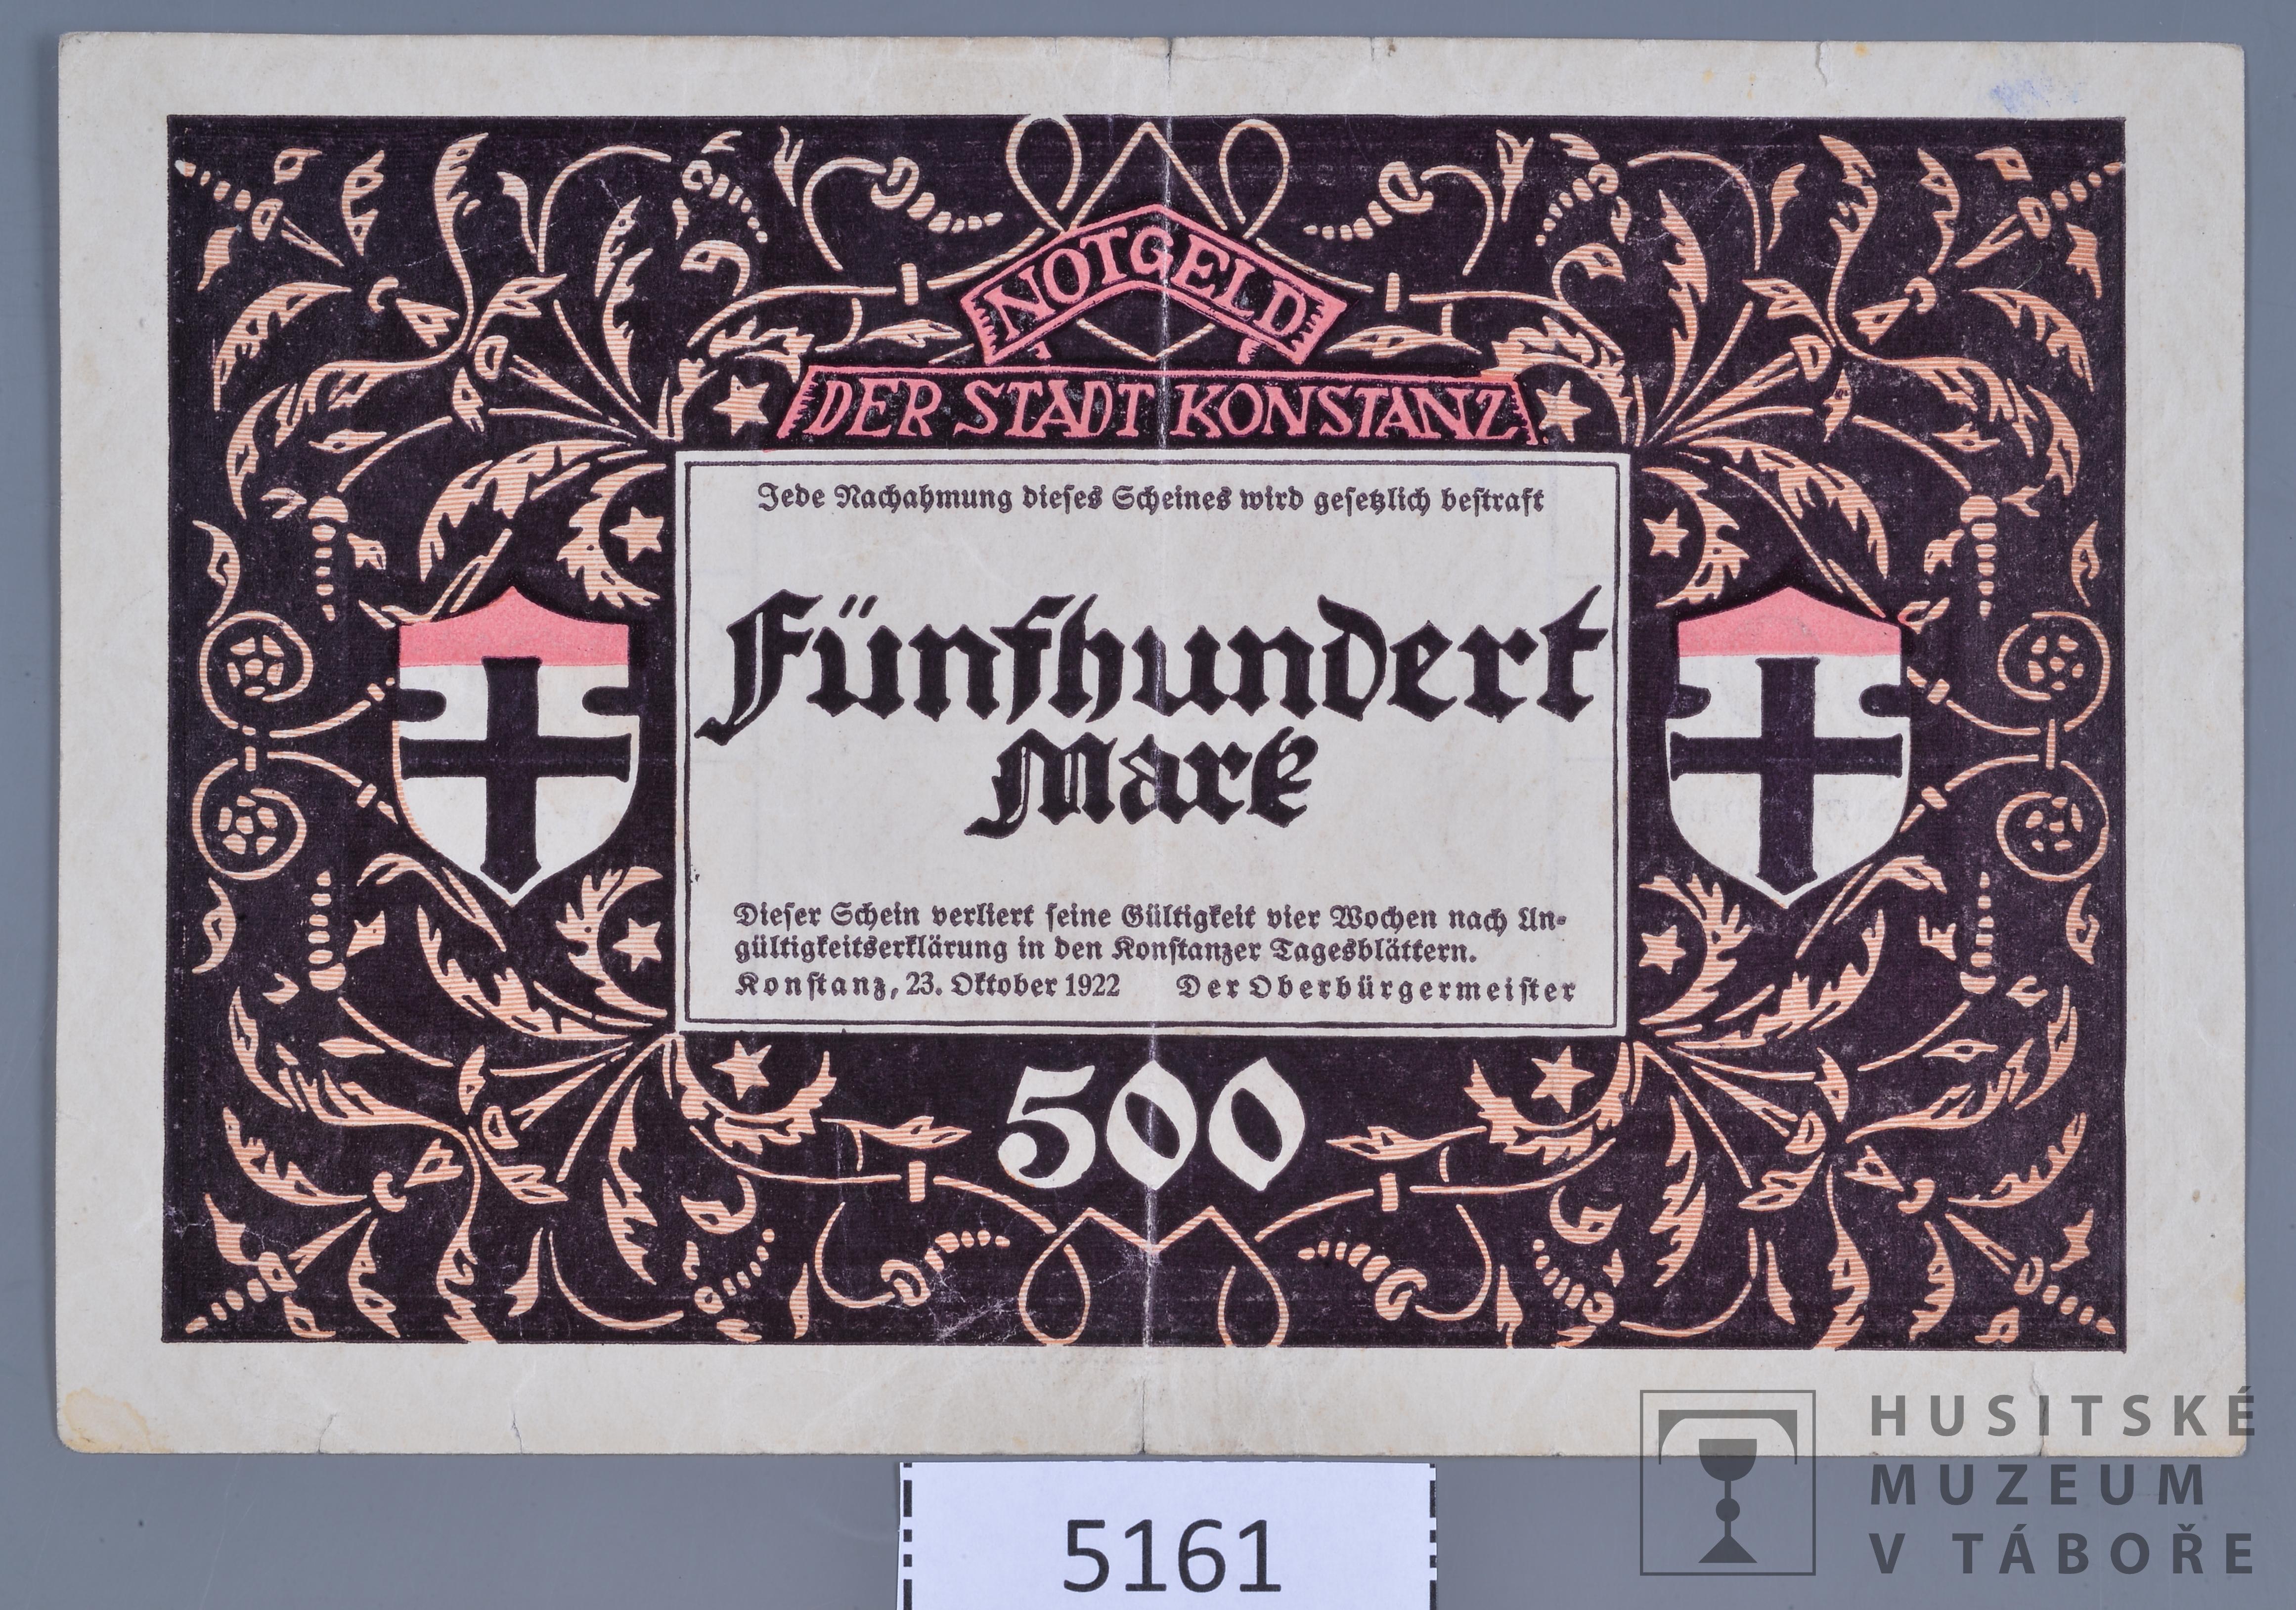 NOTGELD
DER STADT KONSTANZ
Jede Nachahmung dieses Scheines wird gesetzlich bestraft
Fünfhundert
Mark
Dieser Schein verliert seine Gültigkeit vier Wochen nach Un-
gültigkeitserklärung in den Konstanzer Tagesblättern.
Konstanz, 23. Oktober 1922 Der Oberbürgermeister
500
5161
HUSITSKÉ
MUZEUM
V TÁBOŘE